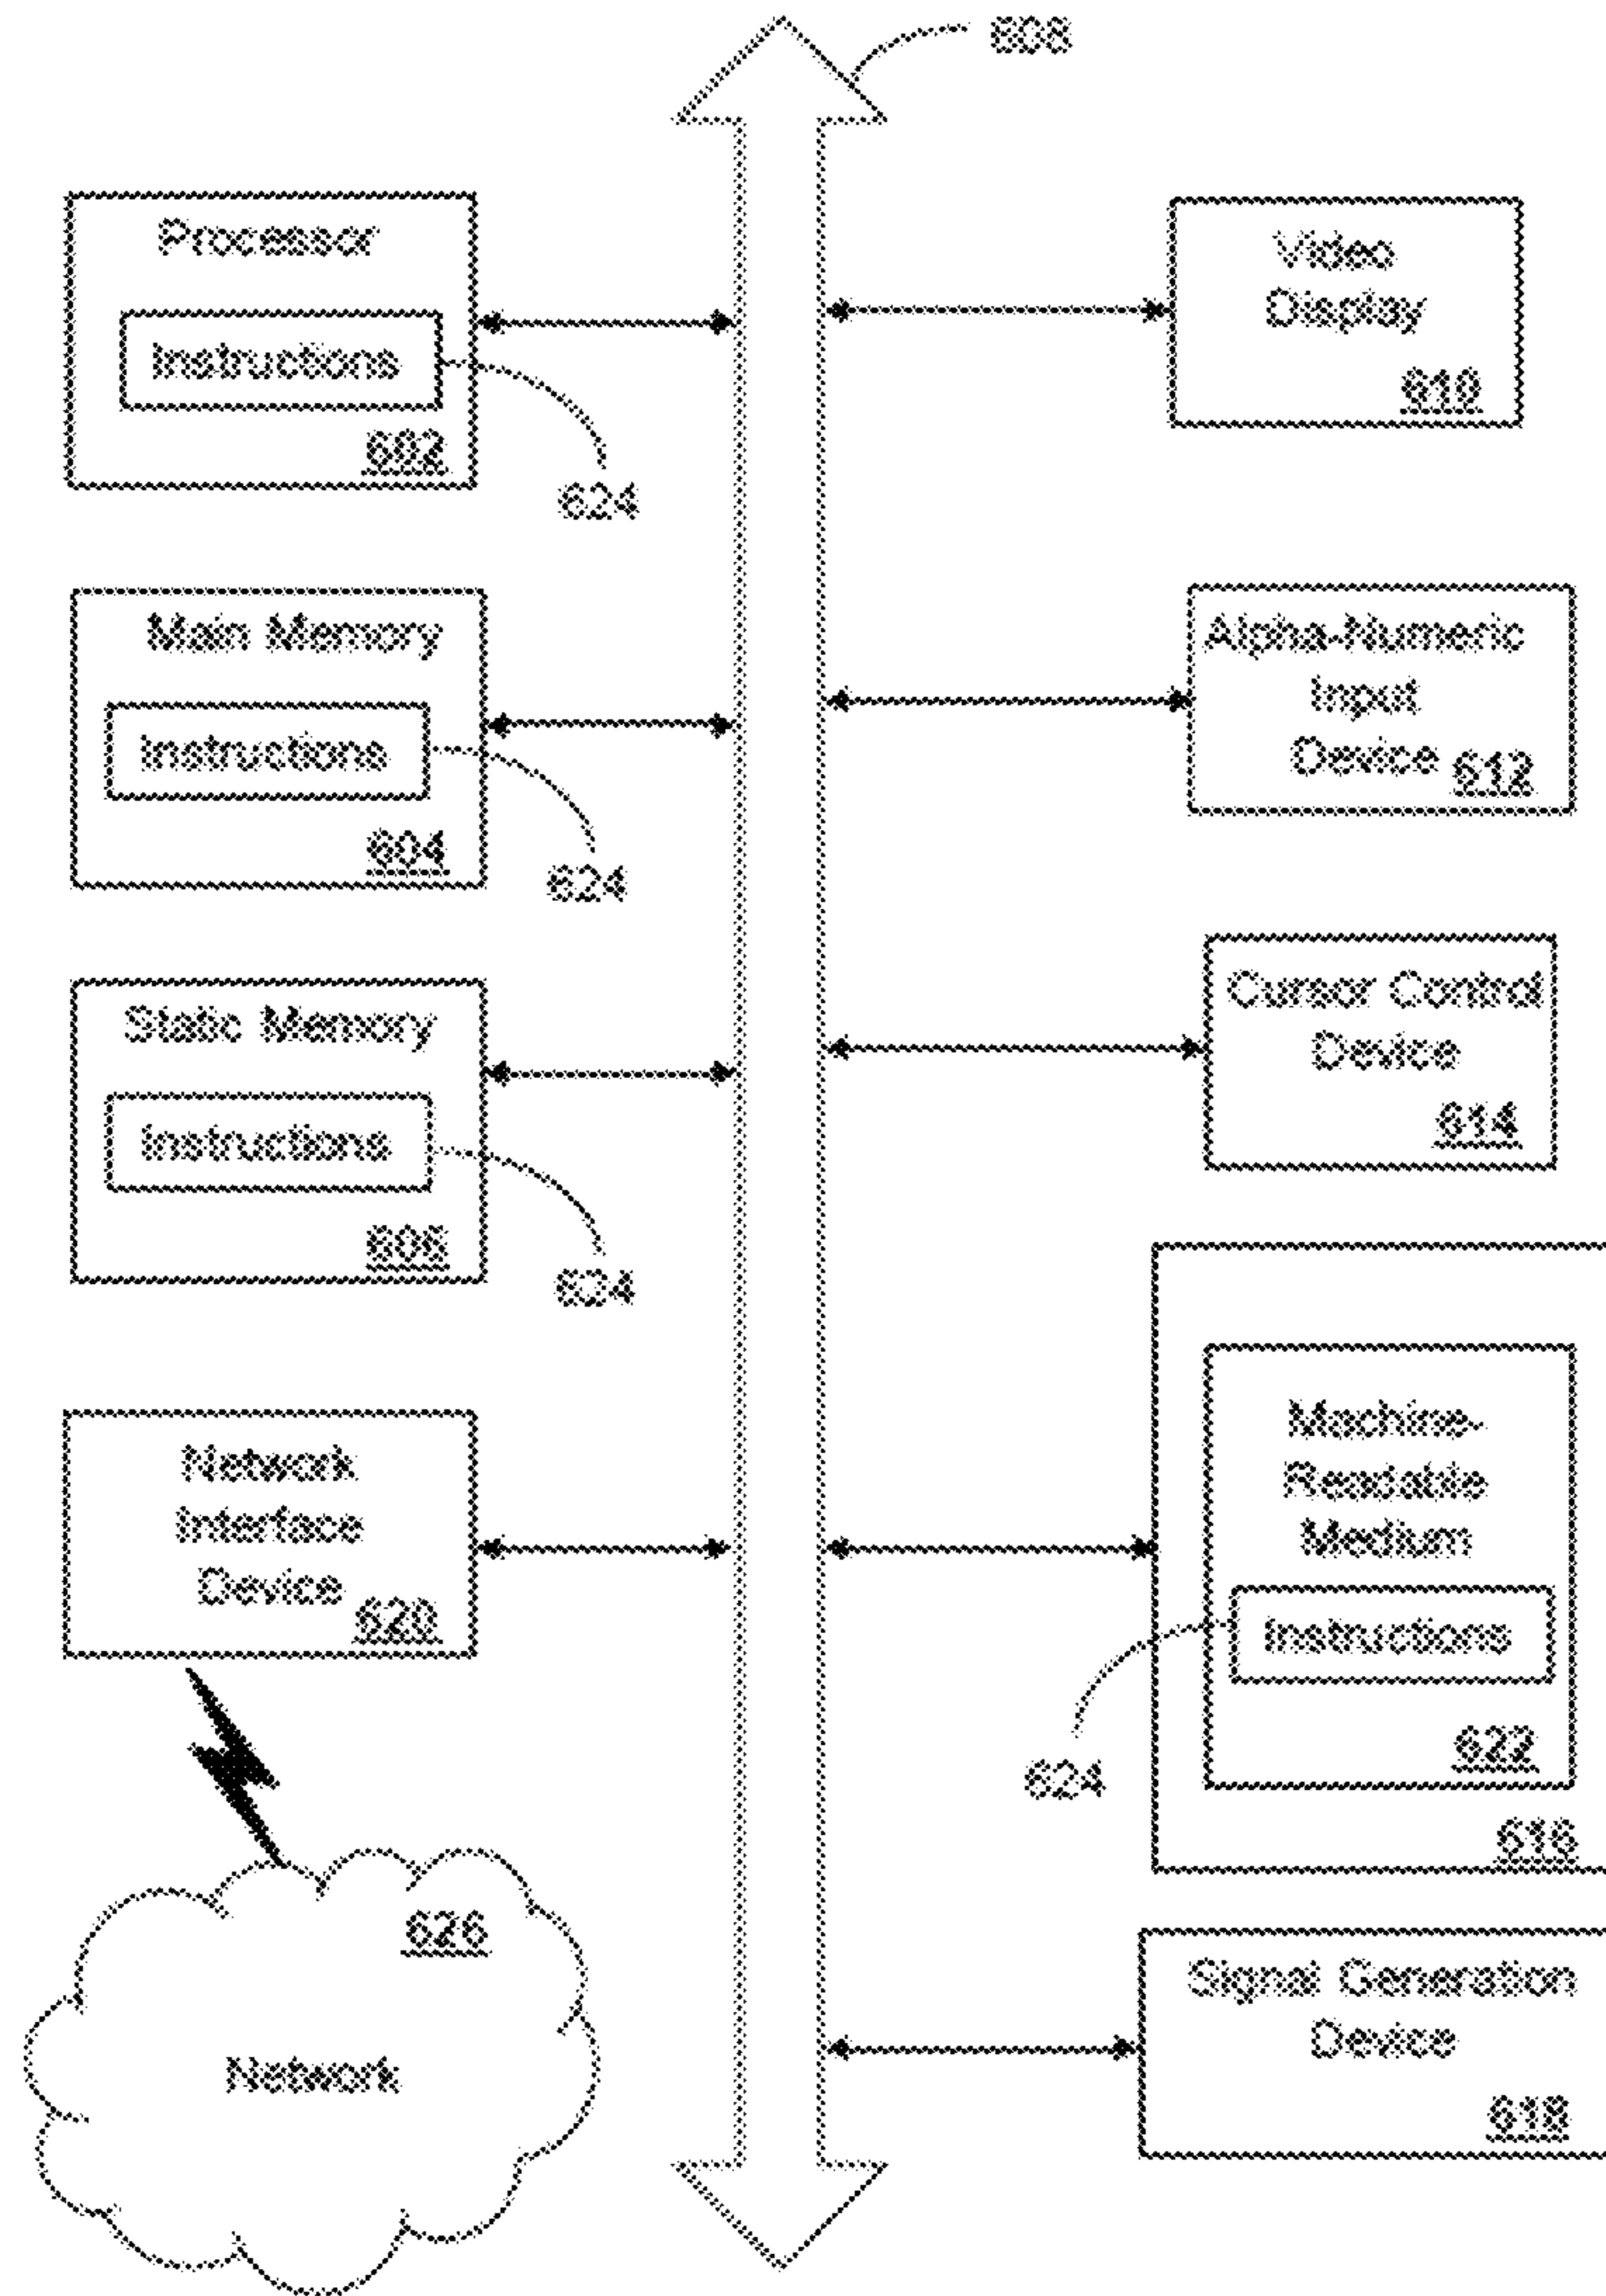 608
Processor
Instructions
602
624
Main Memory
Instructions
604
624
Static Memory
Instructions
606
624
Network
Interface
Device
620
626
Network
Video
Display
610
Alpha-Numeric
Input
Device
612
Cursor Control
Device
614
Machine-
Readable
Medium
Instructions
622
624
616
Signal Generation
Device
618